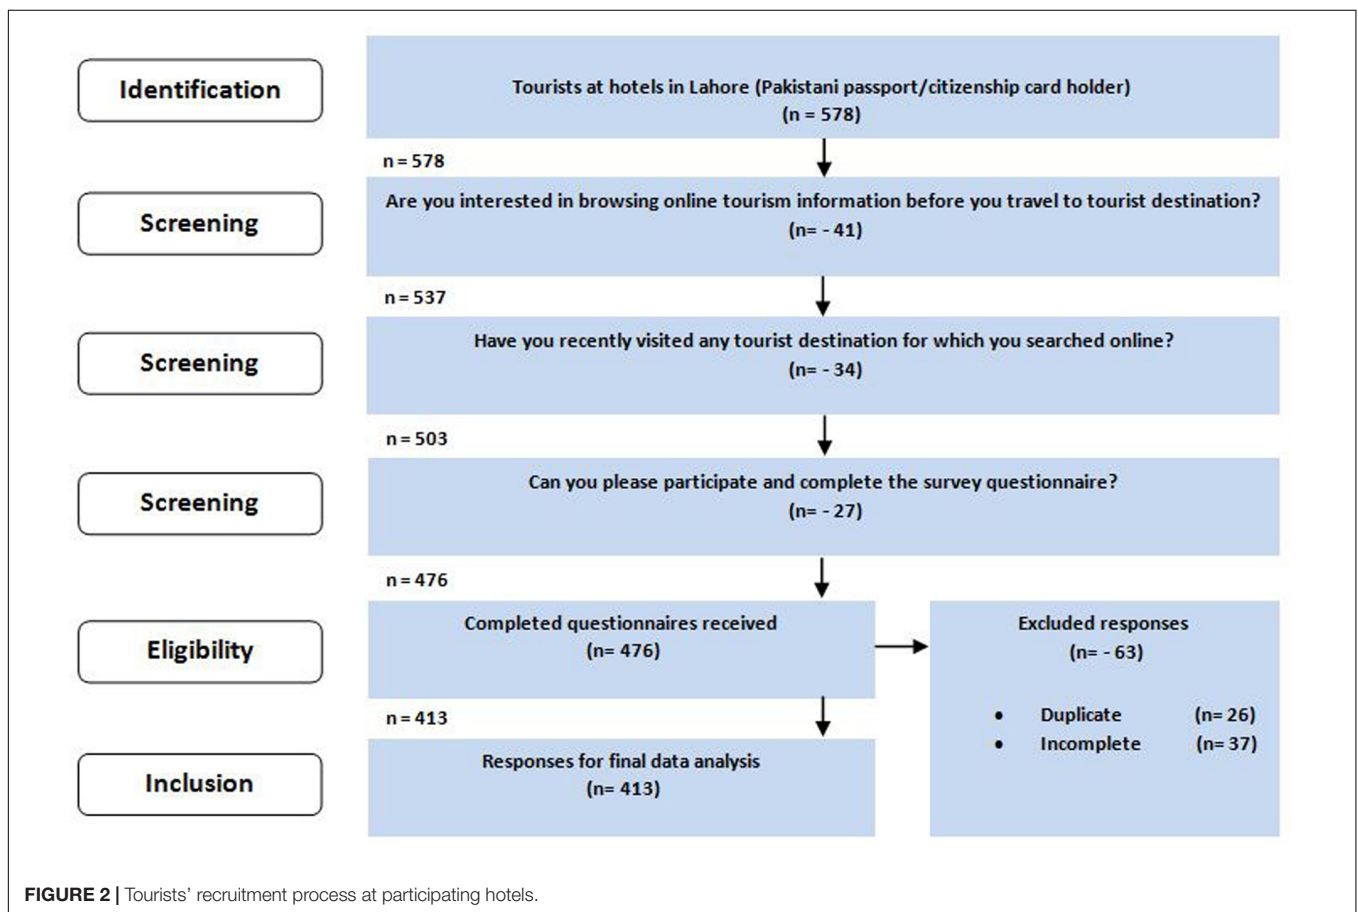 Identification
Tourists at hotels in Lahore (Pakistani passport/citizenship card holder)
(n = 578)
n = 578
Screening
Are you interested in browsing online tourism information before you travel to tourist destination?
(n= - 41)
n = 537
Screening
Have you recently visited any tourist destination for which you searched online?
(n= - 34)
n = 503
Screening
Can you please participate and complete the survey questionnaire?
(n= - 27)
n = 476
Eligibility
Completed questionnaires received
(n= 476)
Excluded responses
(n= - 63)
• Duplicate (n= 26)
• Incomplete (n= 37)
n = 413
Inclusion
Responses for final data analysis
(n= 413)
FIGURE 2 | Tourists’ recruitment process at participating hotels.